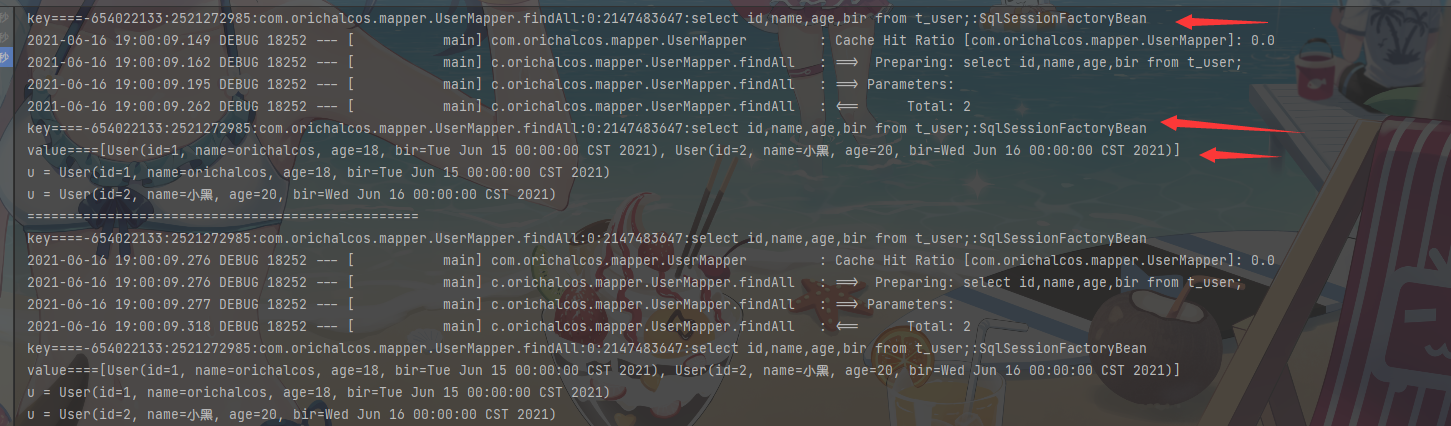 key====-654022133:2521272985:com.orichalcos.mapper.UserMapper.findAll:0:2147483647:select id,name,age,bir from t_user;:SqlSessionFactoryBean
2021-06-16 19:00:09.149 DEBUG 18252 --- [           main] com.orichalcos.mapper.UserMapper         : Cache Hit Ratio [com.orichalcos.mapper.UserMapper]: 0.0
2021-06-16 19:00:09.162 DEBUG 18252 --- [           main] c.orichalcos.mapper.UserMapper.findAll   : ==>  Preparing: select id,name,age,bir from t_user;
2021-06-16 19:00:09.195 DEBUG 18252 --- [           main] c.orichalcos.mapper.UserMapper.findAll   : ==> Parameters:
2021-06-16 19:00:09.262 DEBUG 18252 --- [           main] c.orichalcos.mapper.UserMapper.findAll   : <==      Total: 2
key====-654022133:2521272985:com.orichalcos.mapper.UserMapper.findAll:0:2147483647:select id,name,age,bir from t_user;:SqlSessionFactoryBean
value====[User(id=1, name=orichalcos, age=18, bir=Tue Jun 15 00:00:00 CST 2021), User(id=2, name=小黑, age=20, bir=Wed Jun 16 00:00:00 CST 2021)]
u = User(id=1, name=orichalcos, age=18, bir=Tue Jun 15 00:00:00 CST 2021)
u = User(id=2, name=小黑, age=20, bir=Wed Jun 16 00:00:00 CST 2021)
=================================================
key====-654022133:2521272985:com.orichalcos.mapper.UserMapper.findAll:0:2147483647:select id,name,age,bir from t_user;:SqlSessionFactoryBean
2021-06-16 19:00:09.276 DEBUG 18252 --- [           main] com.orichalcos.mapper.UserMapper         : Cache Hit Ratio [com.orichalcos.mapper.UserMapper]: 0.0
2021-06-16 19:00:09.276 DEBUG 18252 --- [           main] c.orichalcos.mapper.UserMapper.findAll   : ==>  Preparing: select id,name,age,bir from t_user;
2021-06-16 19:00:09.277 DEBUG 18252 --- [           main] c.orichalcos.mapper.UserMapper.findAll   : ==> Parameters:
2021-06-16 19:00:09.318 DEBUG 18252 --- [           main] c.orichalcos.mapper.UserMapper.findAll   : <==      Total: 2
key====-654022133:2521272985:com.orichalcos.mapper.UserMapper.findAll:0:2147483647:select id,name,age,bir from t_user;:SqlSessionFactoryBean
value====[User(id=1, name=orichalcos, age=18, bir=Tue Jun 15 00:00:00 CST 2021), User(id=2, name=小黑, age=20, bir=Wed Jun 16 00:00:00 CST 2021)]
u = User(id=1, name=orichalcos, age=18, bir=Tue Jun 15 00:00:00 CST 2021)
u = User(id=2, name=小黑, age=20, bir=Wed Jun 16 00:00:00 CST 2021)